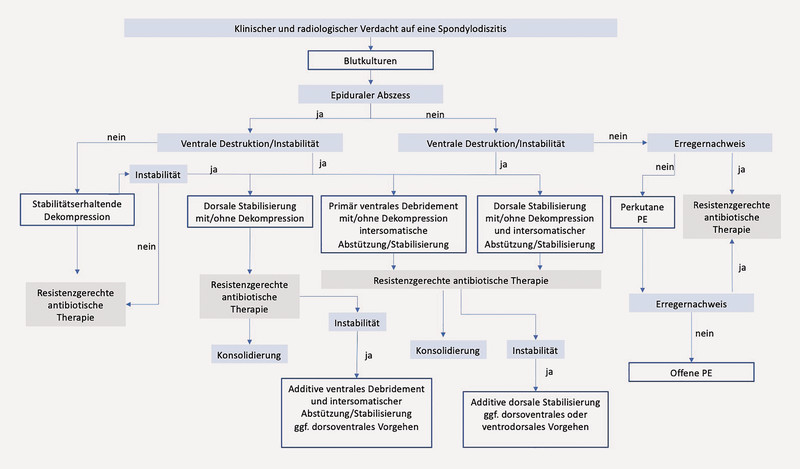 Klinischer und radiologischer Verdacht auf eine Spondylodiszitis
Blutkulturen
Epiduraler Abszess
ja
nein
nein
Ventrale Destruktion/Instabilität
Ventrale Destruktion/Instabilität
nein
Erregernachweis
Instabilität
ja
ja
ja
nein
ja
Stabilitätserhaltende
Dekompression
Dorsale Stabilisierung
mit/ohne Dekompression
Primär ventrales Debridement
mit/ohne Dekompression
intersomatische
Abstützung/Stabilisierung
Dorsale Stabilisierung
mit/ohne Dekompression
und intersomatischer
Abstützung/Stabilisierung
Perkutane
PE
Resistenzgerechte
antibiotische
Therapie
nein
ja
Resistenzgerechte
antibiotische
Therapie
Resistenzgerechte
antibiotische
Therapie
Resistenzgerechte antibiotische Therapie
Erregernachweis
Instabilität
nein
Konsolidierung
ja
Konsolidierung
Instabilität
ja
Offene PE
Additive ventrales Debridement
und intersomatischer
Abstützung/Stabilisierung
ggf. dorsoventrales Vorgehen
Additive dorsale Stabilisierung
ggf. dorsoventrales oder
ventrodorsales Vorgehen